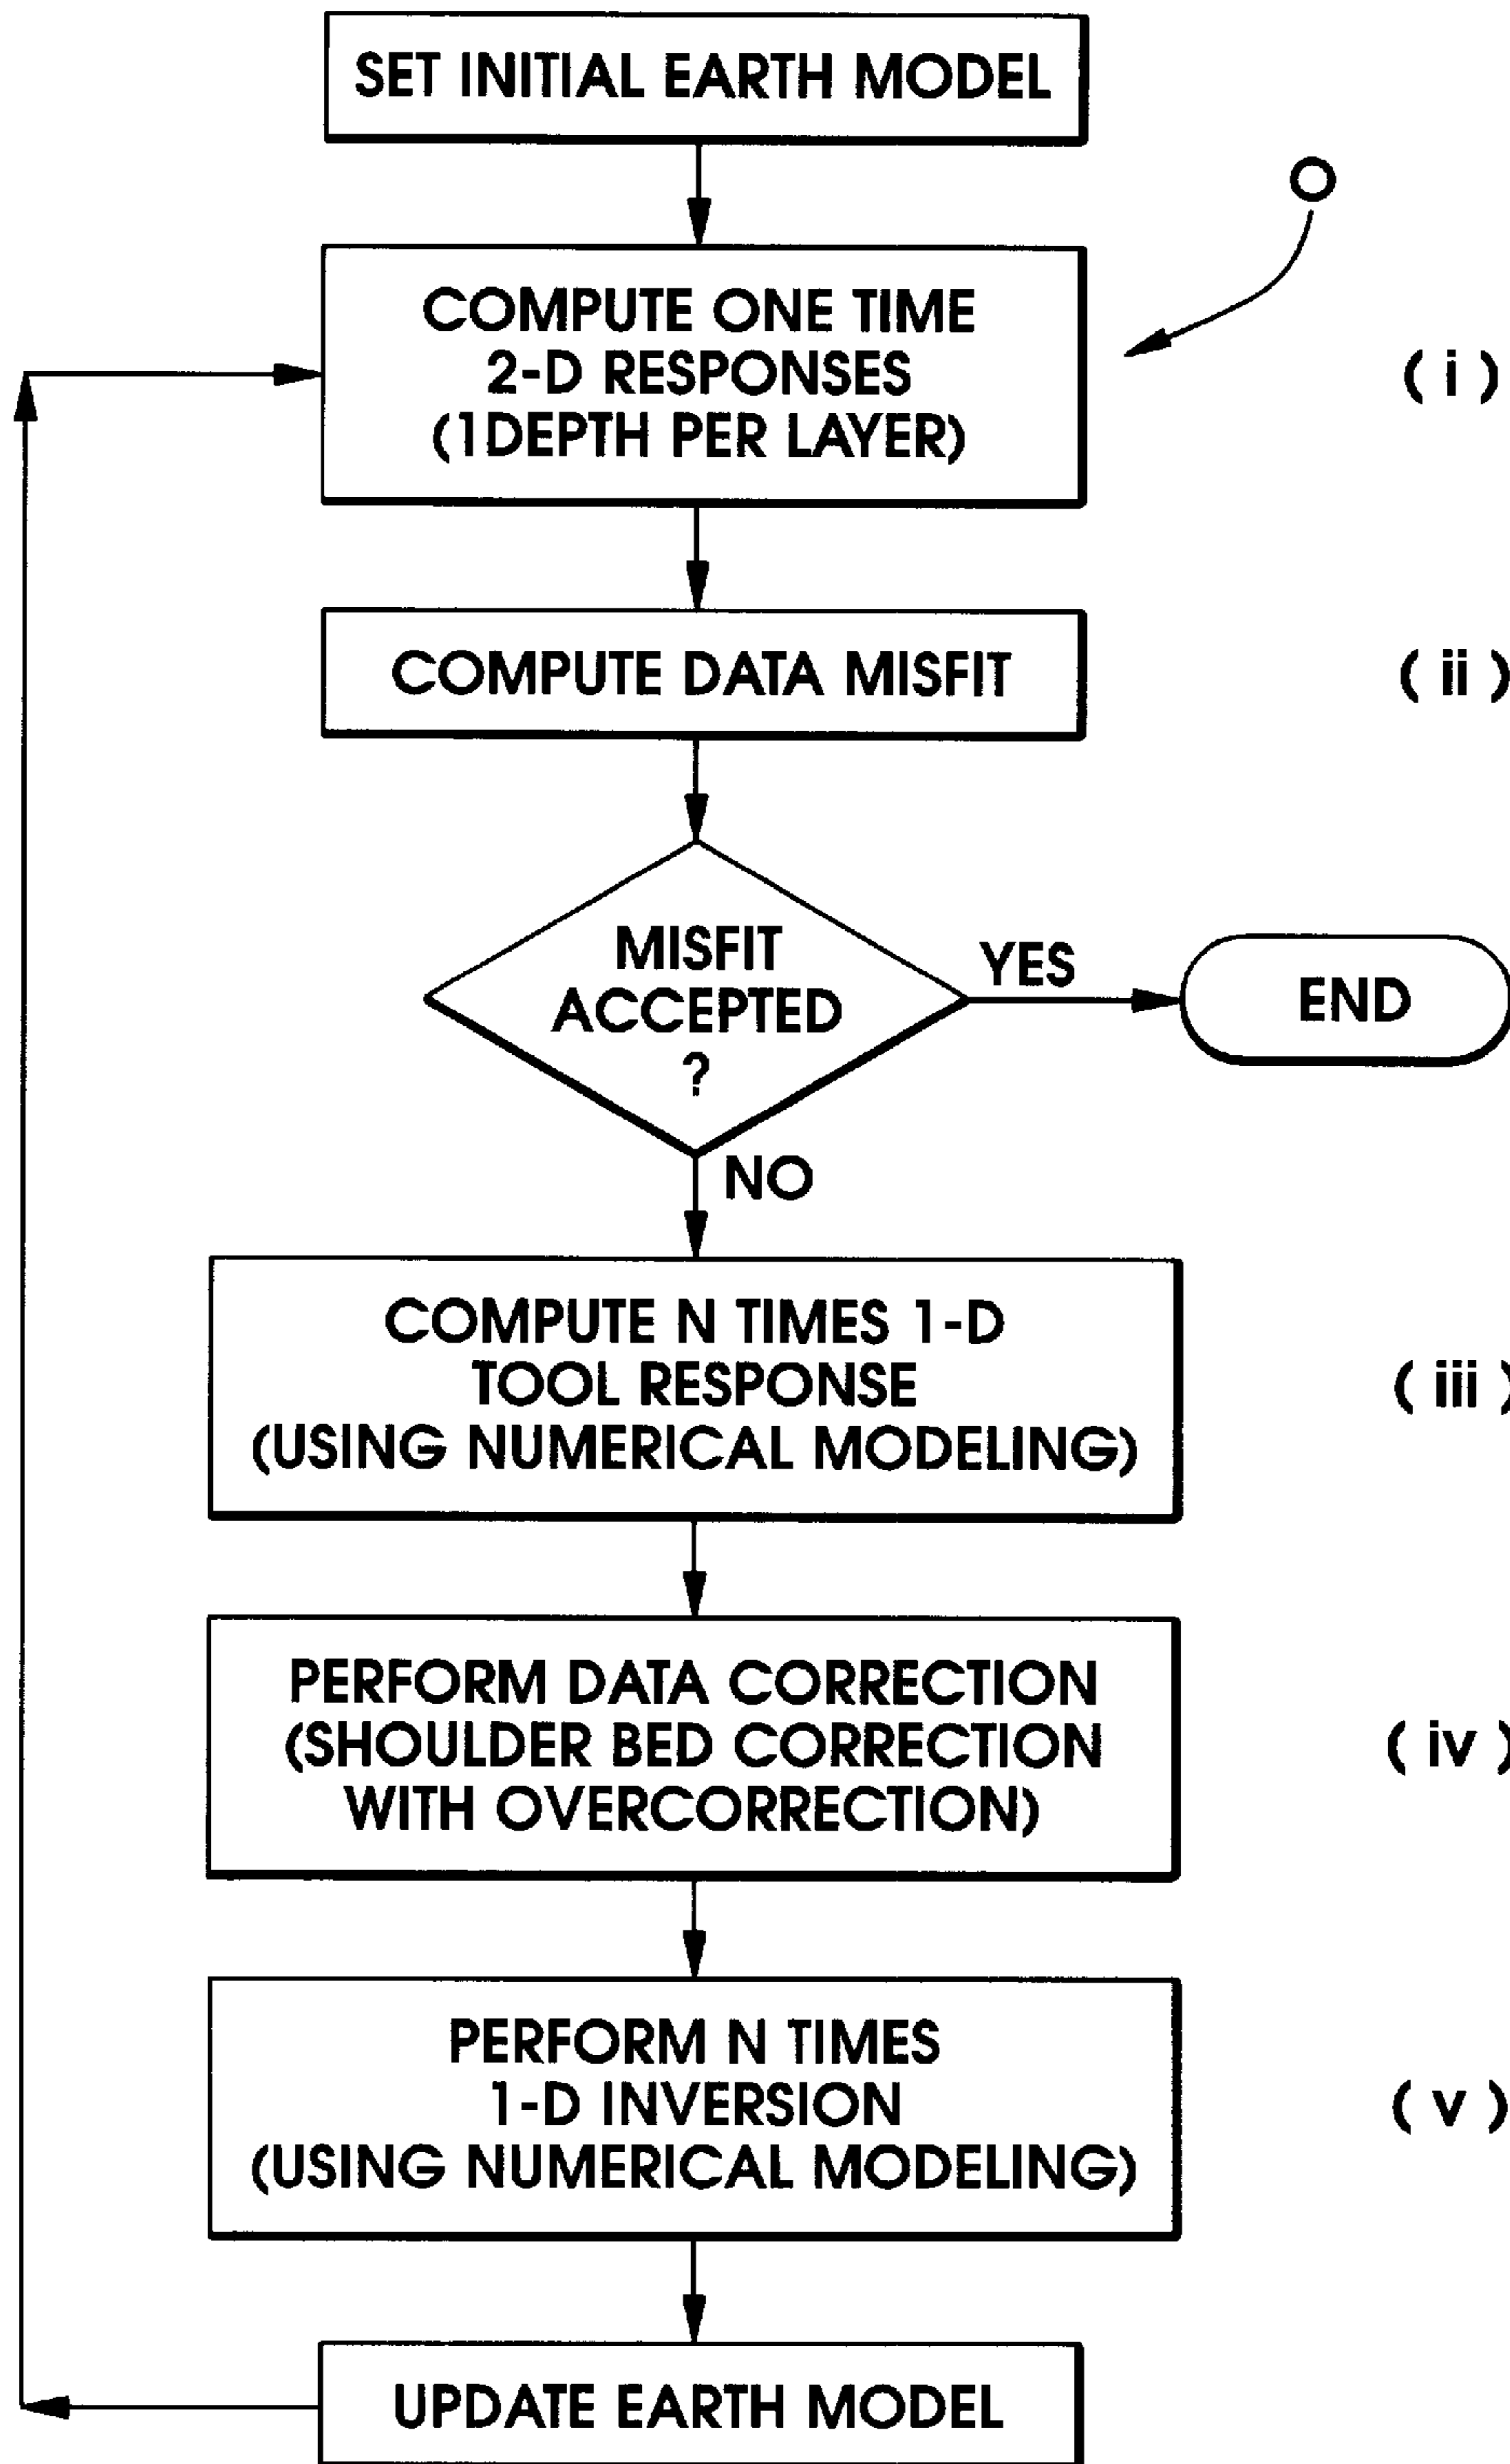 SET INITIAL EARTH MODEL
O
COMPUTE ONE TIME
2-D RESPONSES
(1DEPTH PER LAYER)
( i )
COMPUTE DATA MISFIT
( ii )
MISFIT
ACCEPTED
?
YES
END
NO
COMPUTE N TIMES 1-D
TOOL RESPONSE
(USING NUMERICAL MODELING)
( iii )
PERFORM DATA CORRECTION
(SHOULDER BED CORRECTION
WITH OVERCORRECTION)
( iv )
PERFORM N TIMES
1-D INVERSION
(USING NUMERICAL MODELING)
( v )
UPDATE EARTH MODEL